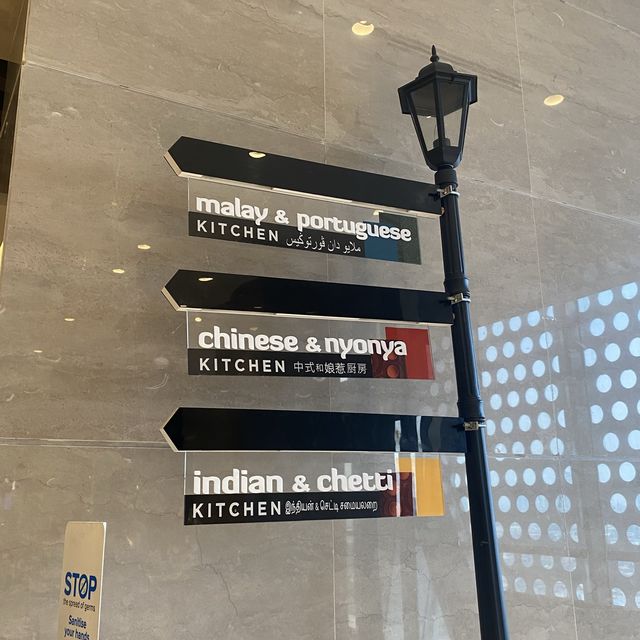 malay & portuguese
KITCHEN ملايو دان ڤورتوݢيس
chinese & nyonya
KITCHEN 中式和娘惹厨房
indian & chetti
KITCHEN இந்தியன் & செட்டி சமையலறை
STOP
the spread of germs
Sanitise
your hands